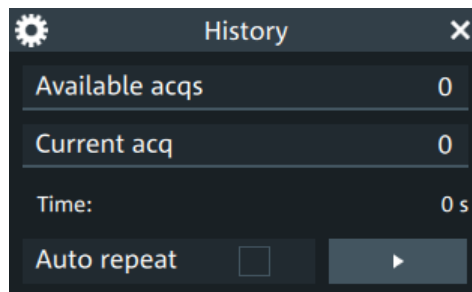 History
Available acqs 0
Current acq 0
Time: 0 s
Auto repeat